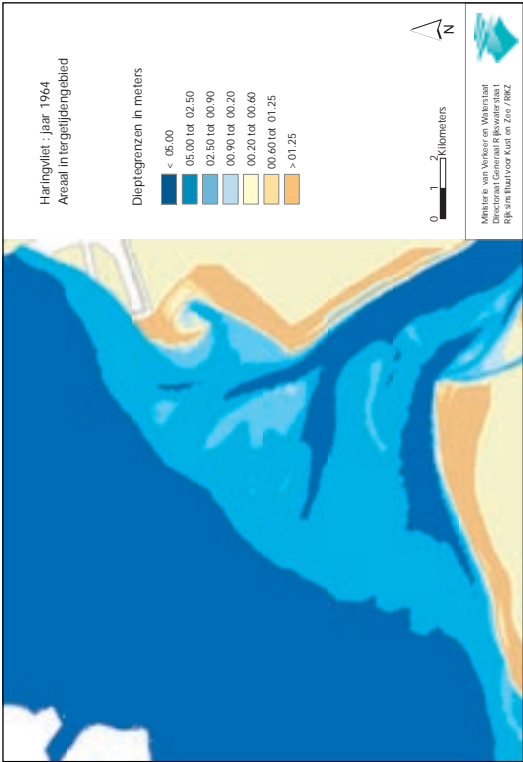 Haringvliet : jaar 1964
Areaal intergetijdengebied
Dieptegrenzen in meters
< 05.00
05.00 tot 02.50
02.50 tot 00.90
00.90 tot 00.20
00.20 tot 00.60
00.60 tot 01.25
> 01.25
0 1 2 Kilometers
N
Ministerie van Verkeer en Waterstaat
Directoraat Generaal Rijkswaterstaat
Rijksinstituut voor Kust en Zee / RIKZ